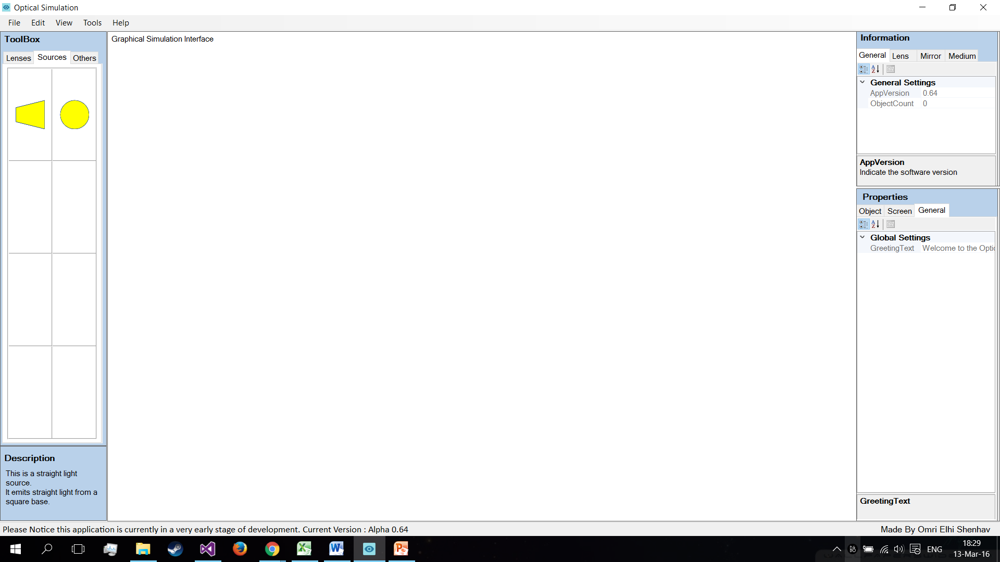 Optical Simulation
File Edit View Tools Help
ToolBox
Lenses Sources Others
Graphical Simulation Interface
Information
General Lens Mirror Medium
General Settings
AppVersion 0.64
ObjectCount 0
AppVersion
Indicate the software version
Properties
Object Screen General
Global Settings
GreetingText Welcome to the Optic
GreetingText
Description
This is a straight light
source.
It emits straight light from a
square base.
Please Notice this application is currently in a very early stage of development. Current Version : Alpha 0.64
Made By Omri Elhi Shenhav
ENG
18:29
13-Mar-16